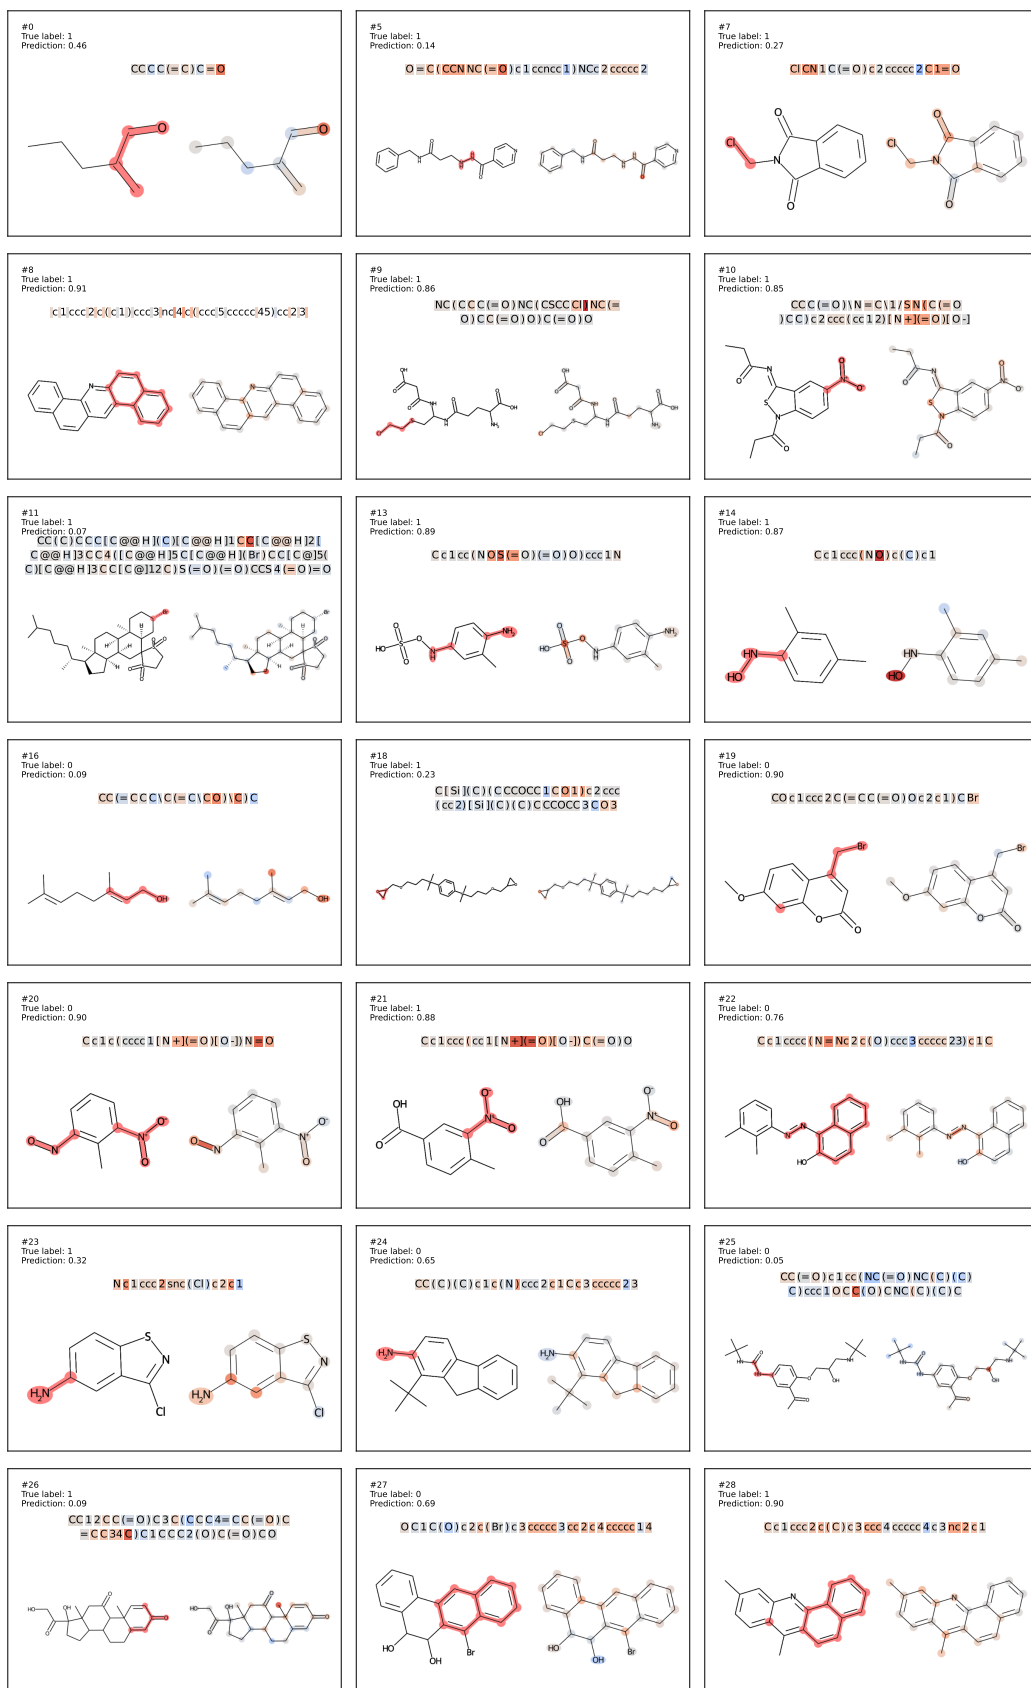 #0
True label: 1
Prediction: 0.46
CCCC(=C)C=O
#5
True label: 1
Prediction: 0.14
O=C(CCNNC(=O)c1ccncc1)NCc2ccccc2
#7
True label: 1
Prediction: 0.27
ClCN1C(=O)c2ccccc2C1=O
#8
True label: 1
Prediction: 0.91
c1ccc2c(c1)ccc3nc4c(ccc5ccccc45)cc23
#9
True label: 1
Prediction: 0.86
NC(CCC(=O)NC(CSCCCl)NC(=
O)CC(=O)O)C(=O)O
#10
True label: 1
Prediction: 0.85
CCC(=O)\N=C\1/SN(C(=O
)CC)c2ccc(cc12)[N+](=O)[O-]
#11
True label: 1
Prediction: 0.07
CC(C)CCC[C@@H](C)[C@@H]1CC[C@@H]2[
C@@H]3CC4([C@@H]5C[C@@H](Br)CC[C@]5(
C)[C@@H]3CC[C@]12C)S(=O)(=O)CCS4(=O)=O
#13
True label: 1
Prediction: 0.89
Cc1cc(NOS(=O)(=O)O)ccc1N
#14
True label: 1
Prediction: 0.87
Cc1ccc(NO)c(C)c1
#16
True label: 0
Prediction: 0.09
CC(=CCC\C(=C\CO)\C)C
#18
True label: 1
Prediction: 0.23
C[Si](C)(CCCOCC1CO1)c2ccc
(cc2)[Si](C)(C)CCCOCC3CO3
#19
True label: 0
Prediction: 0.90
COc1ccc2C(=CC(=O)Oc2c1)CBr
#20
True label: 0
Prediction: 0.90
Cc1c(cccc1[N+](=O)[O-])N=O
#21
True label: 1
Prediction: 0.88
Cc1ccc(cc1[N+](=O)[O-])C(=O)O
#22
True label: 0
Prediction: 0.76
Cc1cccc(N=Nc2c(O)ccc3ccccc23)c1C
#23
True label: 1
Prediction: 0.32
Nc1ccc2snc(Cl)c2c1
#24
True label: 0
Prediction: 0.65
CC(C)(C)c1c(N)ccc2c1Cc3ccccc23
#25
True label: 0
Prediction: 0.05
CC(=O)c1cc(NC(=O)NC(C)(C)
C)ccc1OCC(O)CNC(C)(C)C
#26
True label: 1
Prediction: 0.09
CC12CC(=O)C3C(CCC4=CC(=O)C
=CC34C)C1CCC2(O)C(=O)CO
#27
True label: 0
Prediction: 0.69
OC1C(O)c2c(Br)c3ccccc3cc2c4ccccc14
#28
True label: 1
Prediction: 0.90
Cc1ccc2c(C)c3ccc4ccccc4c3nc2c1